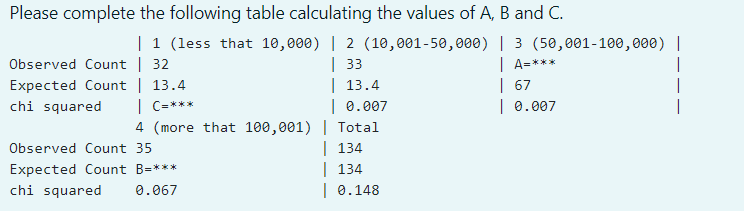 Please complete the following table calculating the values of A, B and C.
| 1 (less that 10,000) | 2 (10,001-50,000) | 3 (50,001-100,000) |
Observed Count | 32 | 33 | A=*** |
Expected Count | 13.4 | 13.4 | 67 |
chi squared | C=*** | 0.007 | 0.007 |
4 (more that 100,001) | Total
Observed Count 35 | 134
Expected Count B=*** | 134
chi squared 0.067 | 0.148